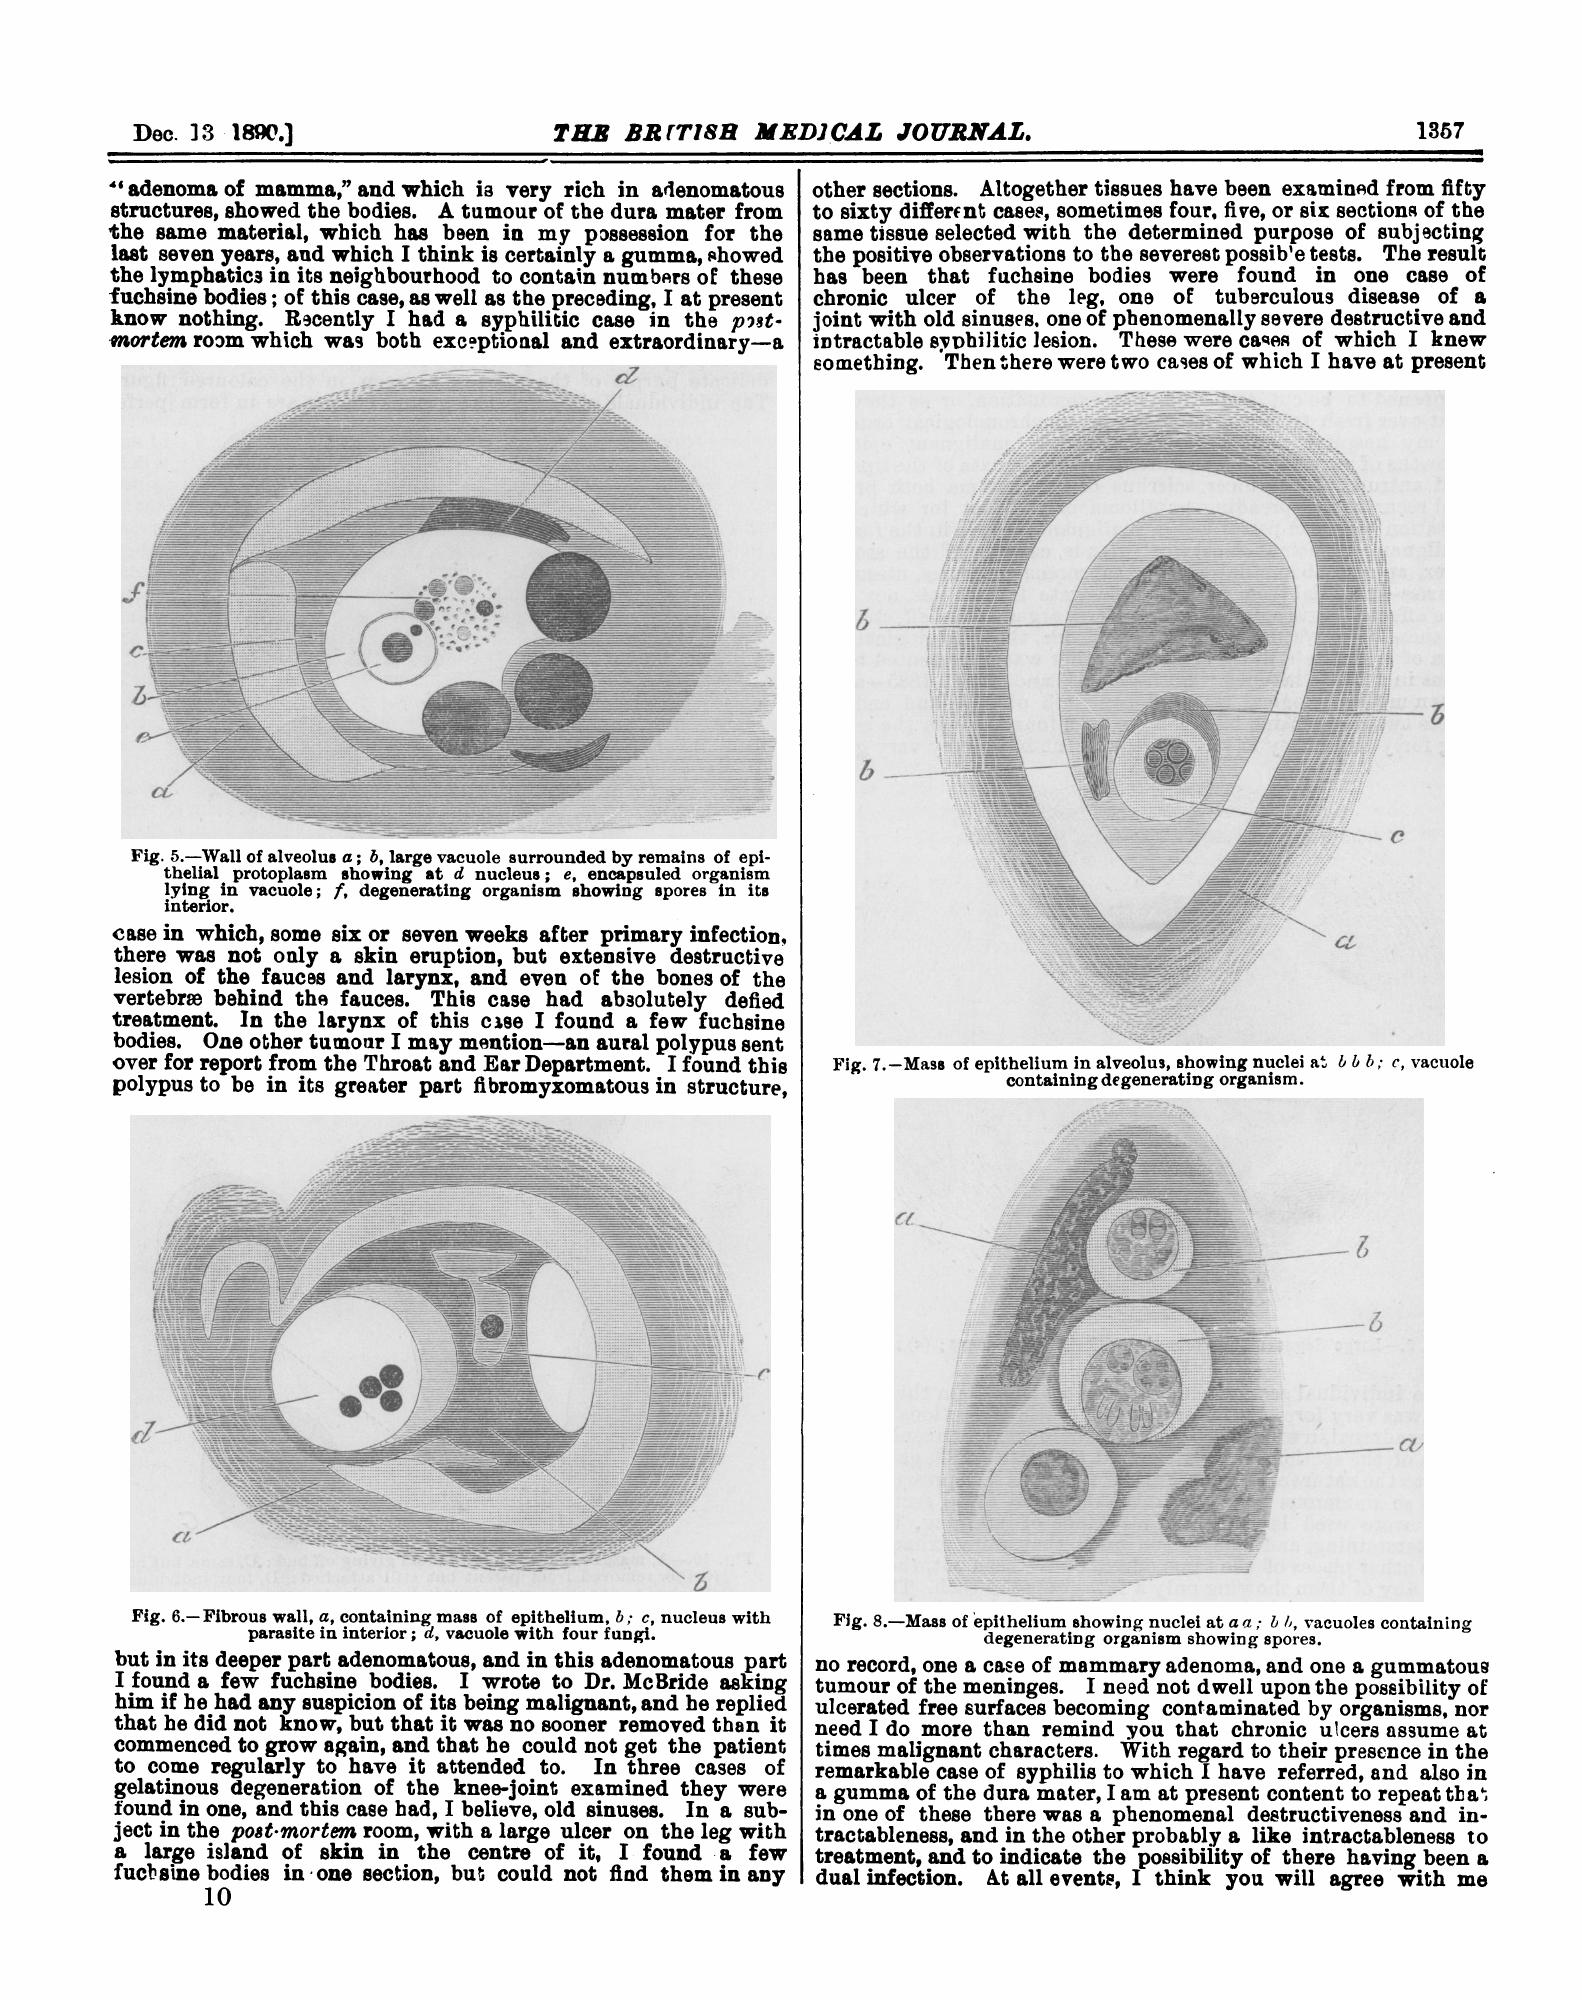 Dec. 13 1890.] THE BRITISH MEDICAL JOURNAL. 1357
"adenoma of mamma," and which is very rich in adenomatous
structures, showed the bodies. A tumour of the dura mater from
the same material, which has been in my possession for the
last seven years, and which I think is certainly a gumma, showed
the lymphatics in its neighbourhood to contain numbers of these
fuchsine bodies; of this case, as well as the preceding, I at present
know nothing. Recently I had a syphilitic case in the post-
mortem room which was both exceptional and extraordinary—a
d
f
c
b
e
a
Fig. 5.—Wall of alveolus a; b, large vacuole surrounded by remains of epi-
thelial protoplasm showing at d nucleus; e, encapsuled organism
lying in vacuole; f, degenerating organism showing spores in its
interior.
case in which, some six or seven weeks after primary infection,
there was not only a skin eruption, but extensive destructive
lesion of the fauces and larynx, and even of the bones of the
vertebræ behind the fauces. This case had absolutely defied
treatment. In the larynx of this case I found a few fuchsine
bodies. One other tumour I may mention—an aural polypus sent
over for report from the Throat and Ear Department. I found this
polypus to be in its greater part fibromyxomatous in structure,
c
d
a
b
Fig. 6.—Fibrous wall, a, containing mass of epithelium, b; c, nucleus with
parasite in interior; d, vacuole with four fungi.
but in its deeper part adenomatous, and in this adenomatous part
I found a few fuchsine bodies. I wrote to Dr. McBride asking
him if he had any suspicion of its being malignant, and he replied
that he did not know, but that it was no sooner removed than it
commenced to grow again, and that he could not get the patient
to come regularly to have it attended to. In three cases of
gelatinous degeneration of the knee-joint examined they were
found in one, and this case had, I believe, old sinuses. In a sub-
ject in the post-mortem room, with a large ulcer on the leg with
a large island of skin in the centre of it, I found a few
fuchsine bodies in one section, but could not find them in any
10
other sections. Altogether tissues have been examined from fifty
to sixty different cases, sometimes four, five, or six sections of the
same tissue selected with the determined purpose of subjecting
the positive observations to the severest possible tests. The result
has been that fuchsine bodies were found in one case of
chronic ulcer of the leg, one of tuberculous disease of a
joint with old sinuses, one of phenomenally severe destructive and
intractable syphilitic lesion. These were cases of which I knew
something. Then there were two cases of which I have at present
b
b
b
c
a
Fig. 7.—Mass of epithelium in alveolus, showing nuclei at b b b; c, vacuole
containing degenerating organism.
a
b
b
a
Fig. 8.—Mass of epithelium showing nuclei at a a; b b, vacuoles containing
degenerating organism showing spores.
no record, one a case of mammary adenoma, and one a gummatous
tumour of the meninges. I need not dwell upon the possibility of
ulcerated free surfaces becoming contaminated by organisms, nor
need I do more than remind you that chronic ulcers assume at
times malignant characters. With regard to their presence in the
remarkable case of syphilis to which I have referred, and also in
a gumma of the dura mater, I am at present content to repeat that
in one of these there was a phenomenal destructiveness and in-
tractableness, and in the other probably a like intractableness to
treatment, and to indicate the possibility of there having been a
dual infection. At all events, I think you will agree with me